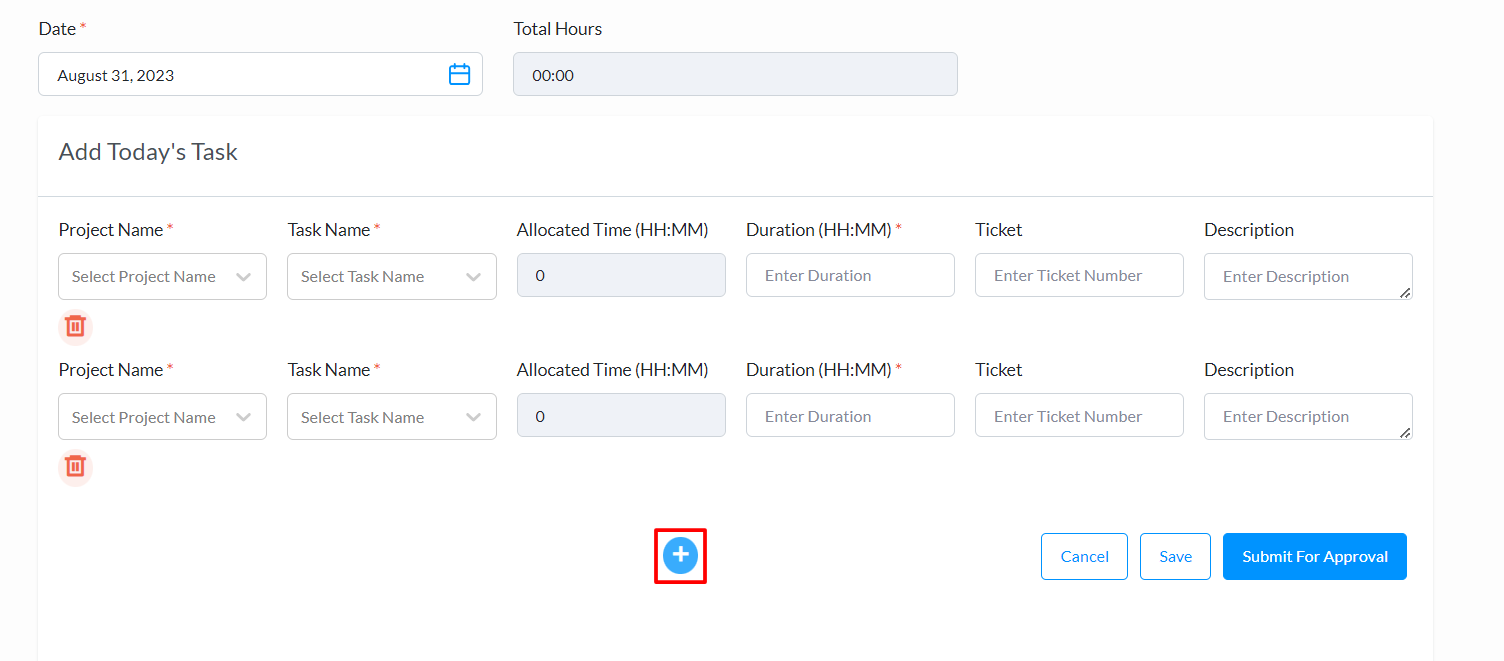 Date * Total Hours
August 31, 2023 00:00
Add Today's Task
Project Name * Task Name * Allocated Time (HH:MM) Duration (HH:MM) * Ticket Description
Select Project Name Select Task Name 0 Enter Duration Enter Ticket Number Enter Description
Project Name * Task Name * Allocated Time (HH:MM) Duration (HH:MM) * Ticket Description
Select Project Name Select Task Name 0 Enter Duration Enter Ticket Number Enter Description
+ Cancel Save Submit For Approval